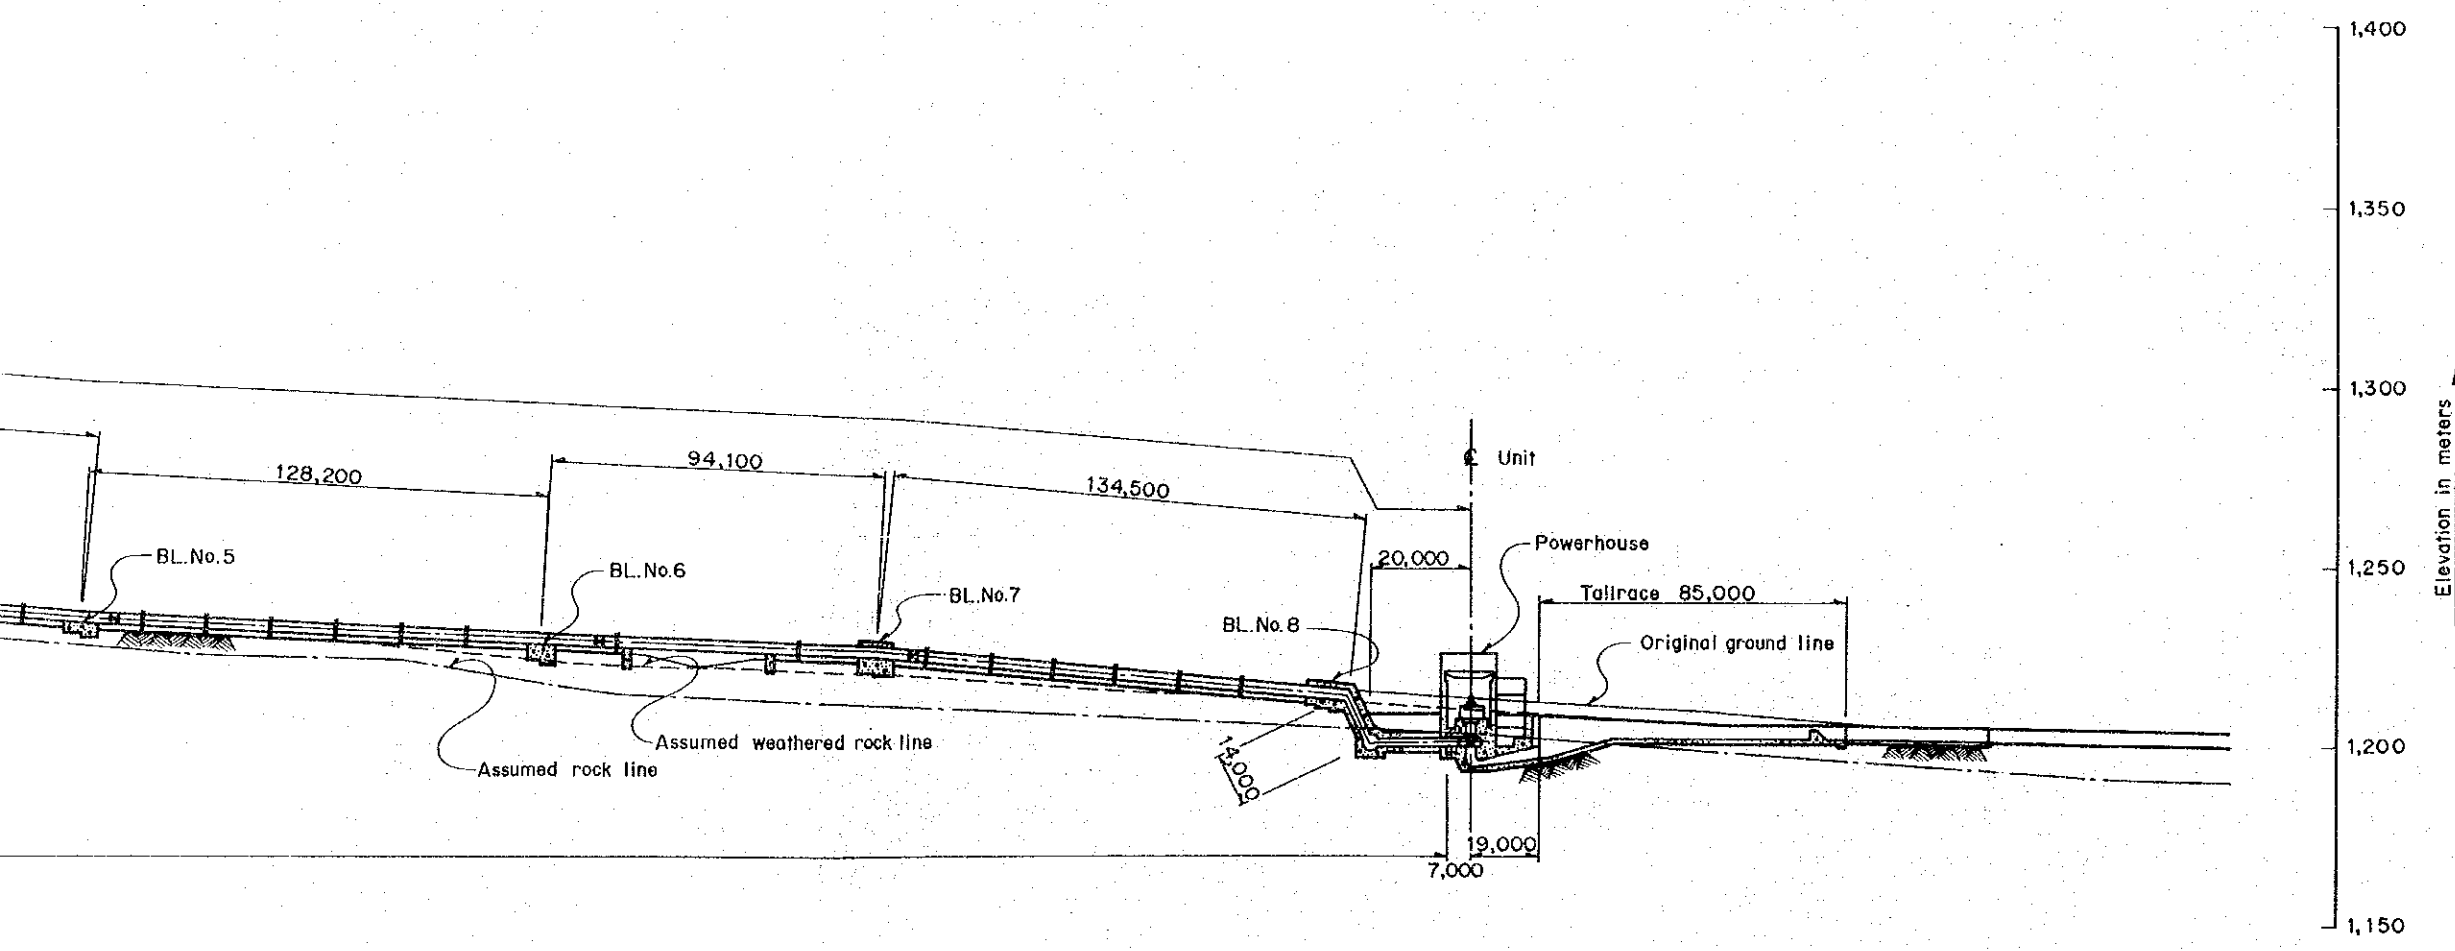 1,400
1,350
1,300
Elevation in meters
℄ Unit
94,100
128,200
134,500
Powerhouse
20,000
1,250
BL.No.5
BL.No.6
BL.No.7
Tailrace 85,000
BL.No.8
Original ground line
Assumed weathered rock line
1,200
Assumed rock line
14,000
19,000
7,000
1,150